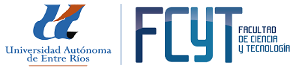 Universidad Autónoma
de Entre Ríos
FCyT
FACULTAD
DE CIENCIA
Y TECNOLOGÍA